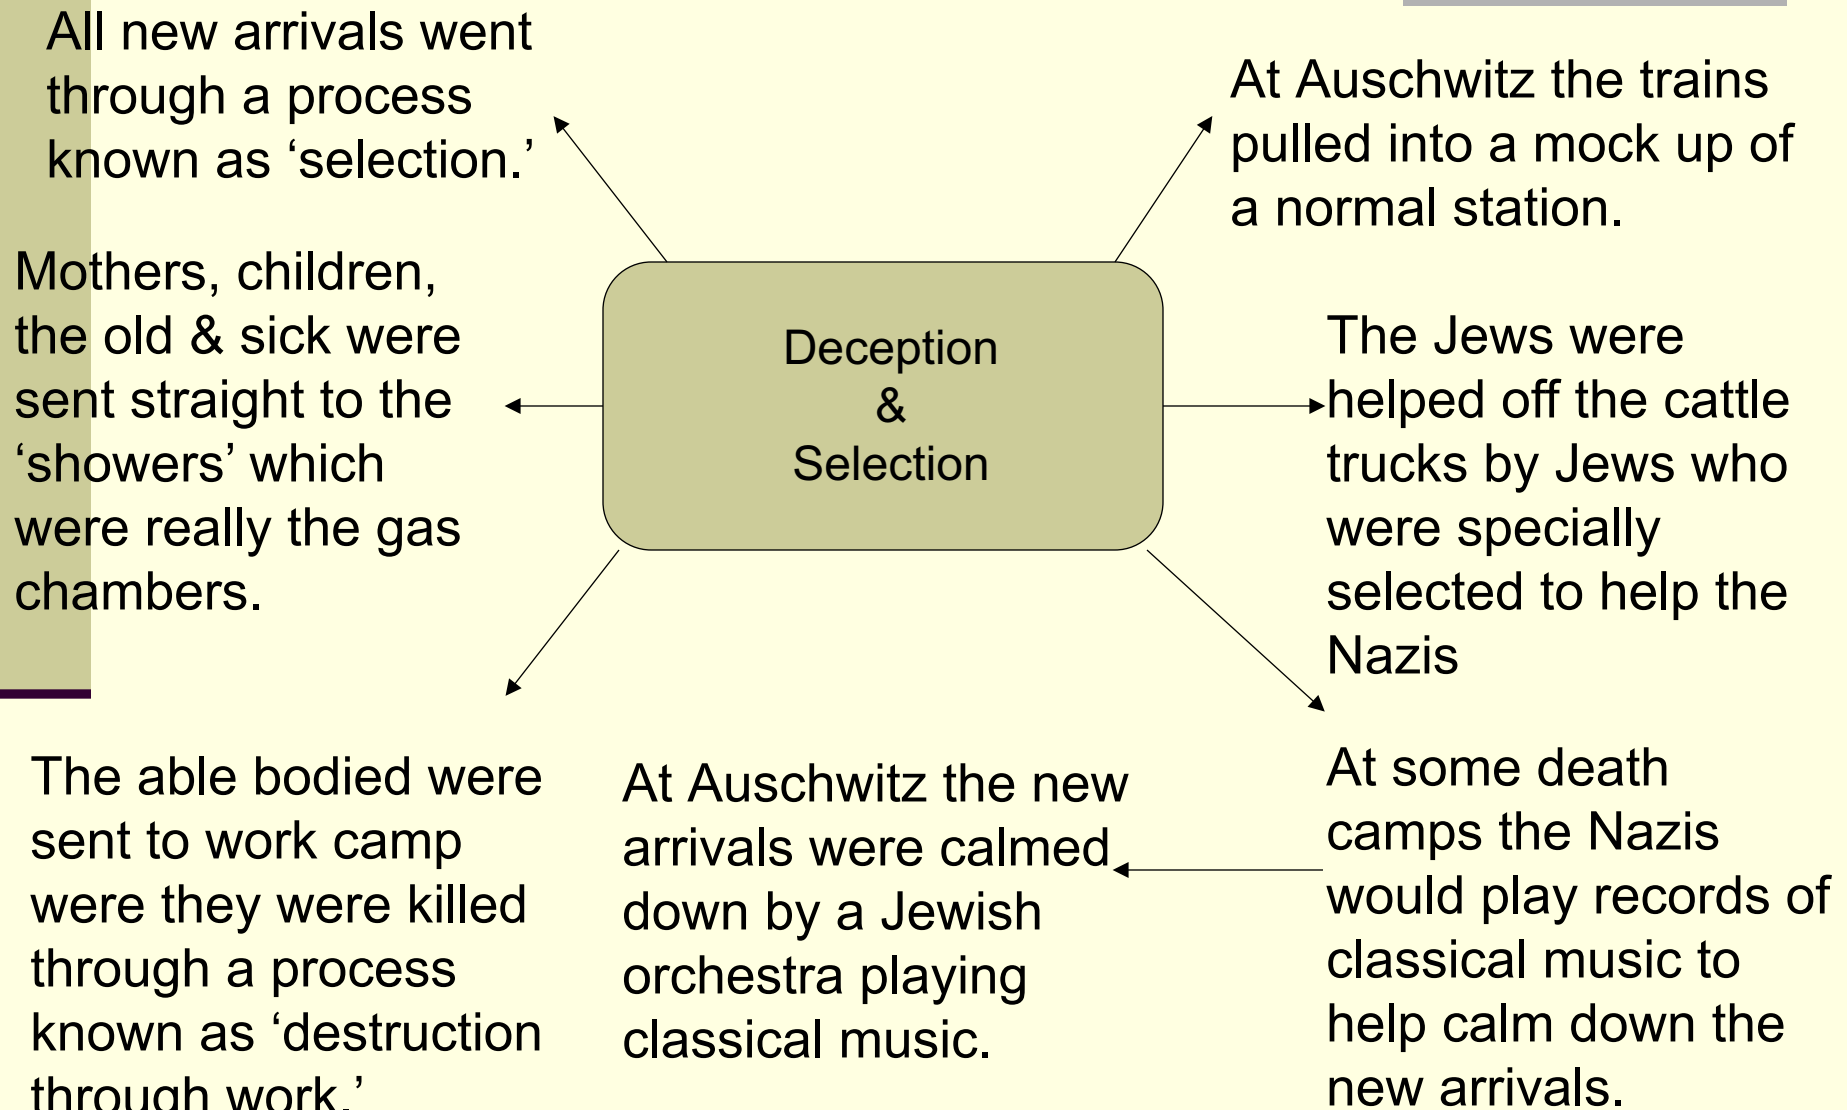 All new arrivals went
through a process
known as ‘selection.’
At Auschwitz the trains
pulled into a mock up of
a normal station.
Mothers, children,
the old & sick were
sent straight to the
‘showers’ which
were really the gas
chambers.
Deception
&
Selection
The Jews were
helped off the cattle
trucks by Jews who
were specially
selected to help the
Nazis
The able bodied were
sent to work camp
were they were killed
through a process
known as ‘destruction
through work.’
At Auschwitz the new
arrivals were calmed
down by a Jewish
orchestra playing
classical music.
At some death
camps the Nazis
would play records of
classical music to
help calm down the
new arrivals.